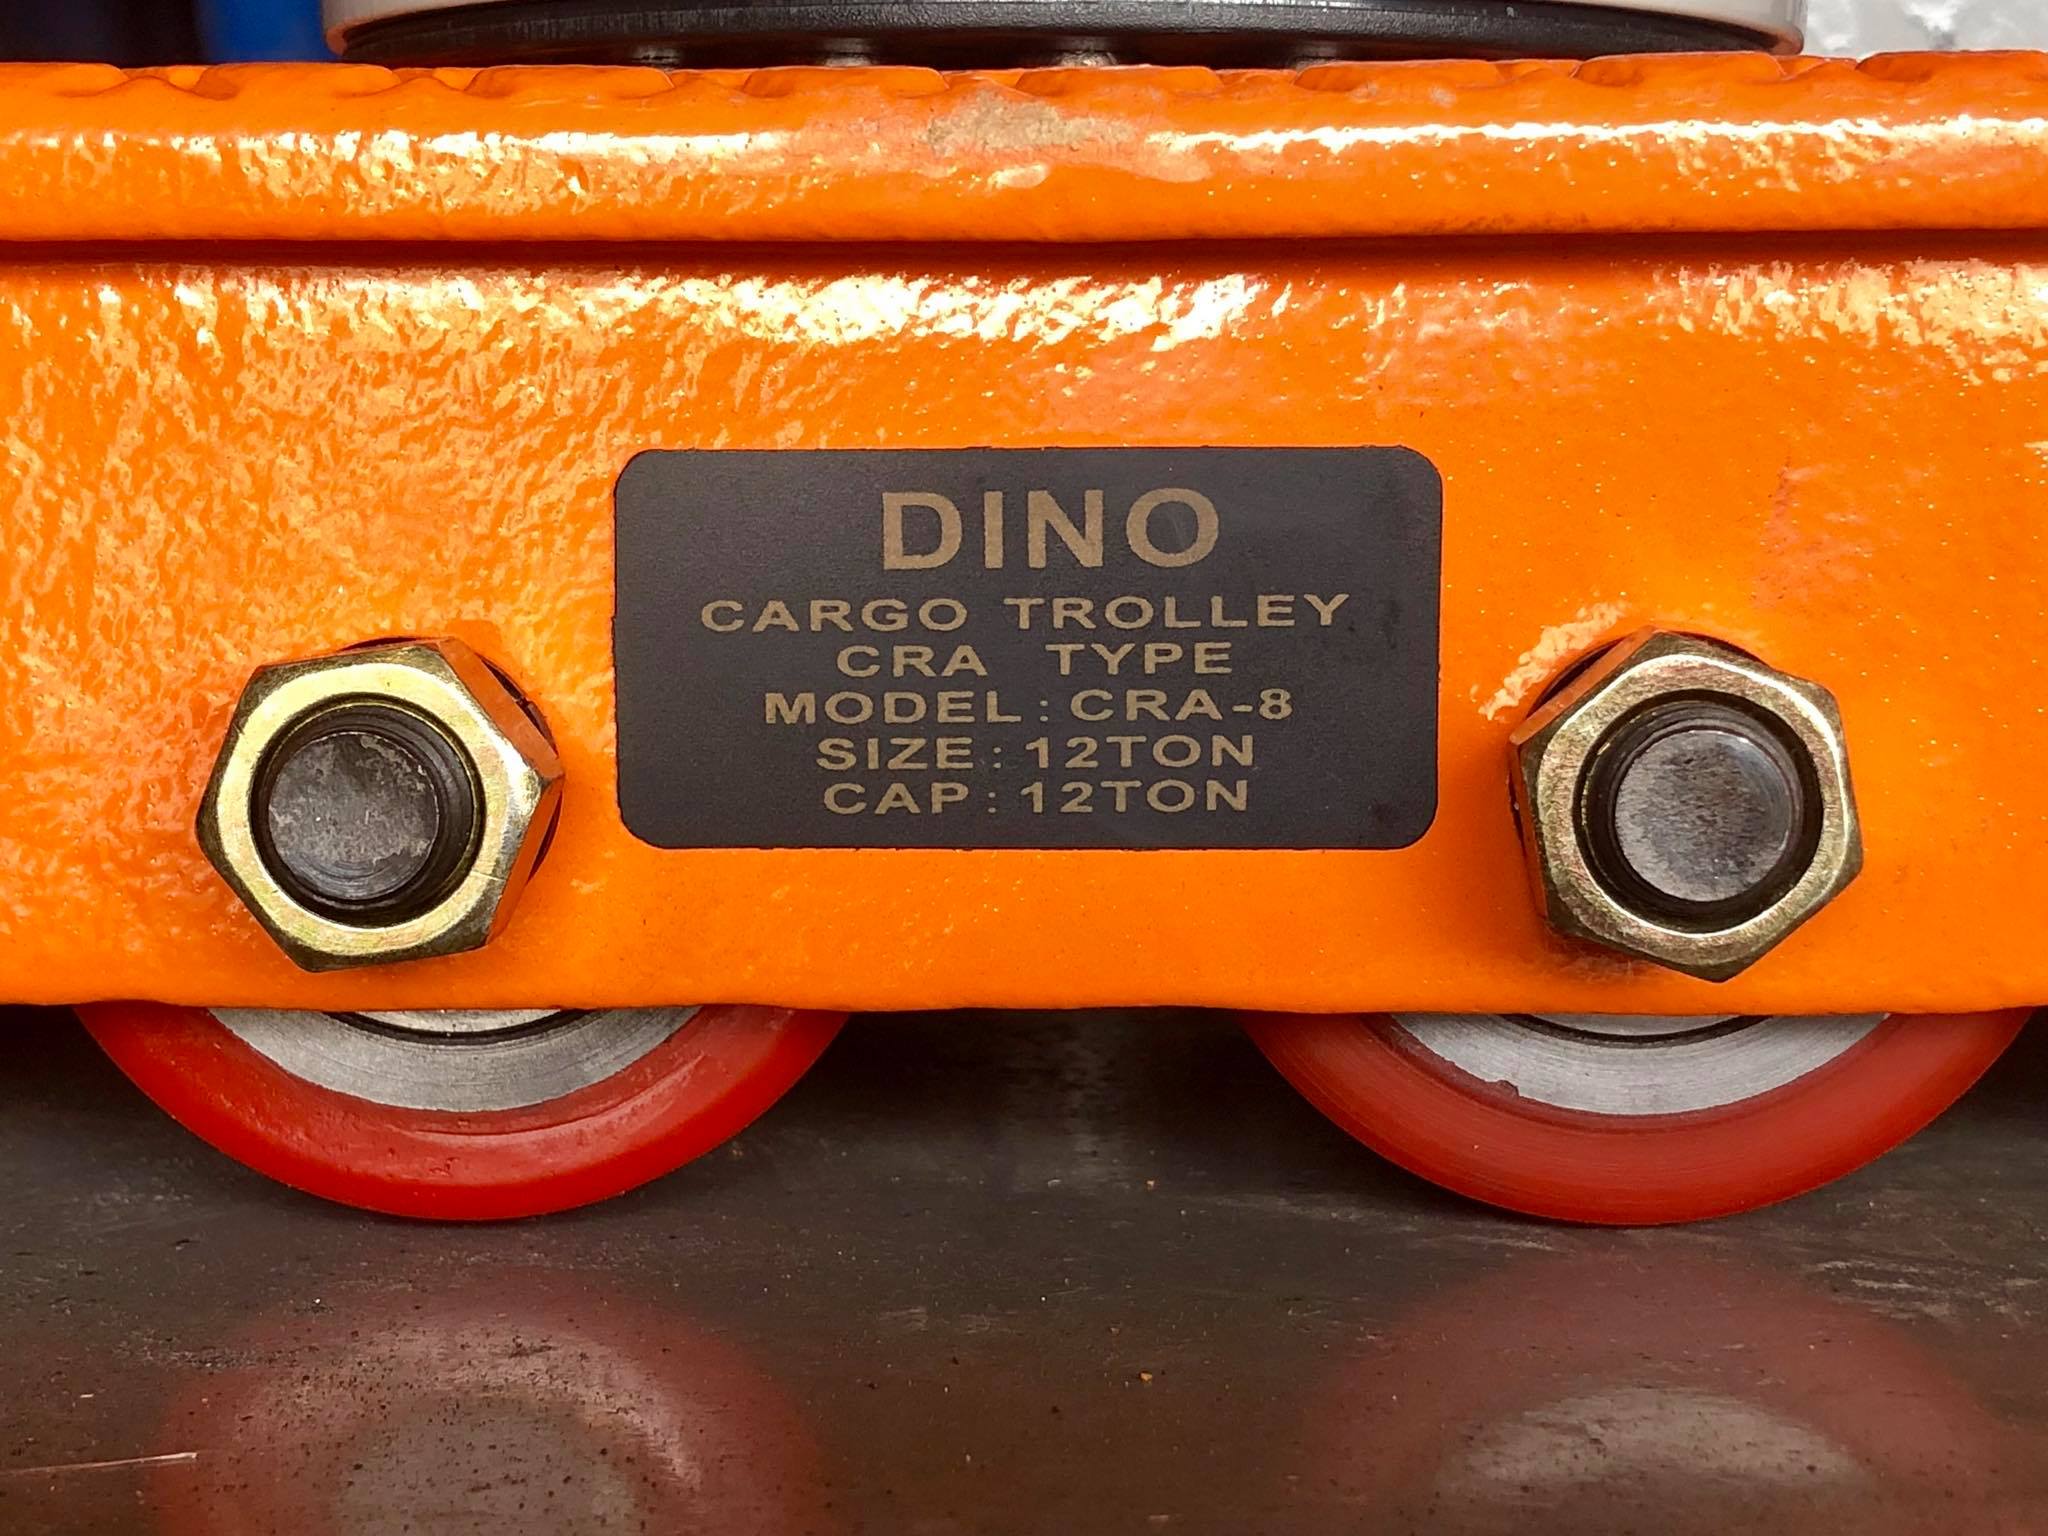 DINO
CARGO TROLLEY
CRA TYPE
MODEL:CRA-8
SIZE:12TON
CAP:12TON